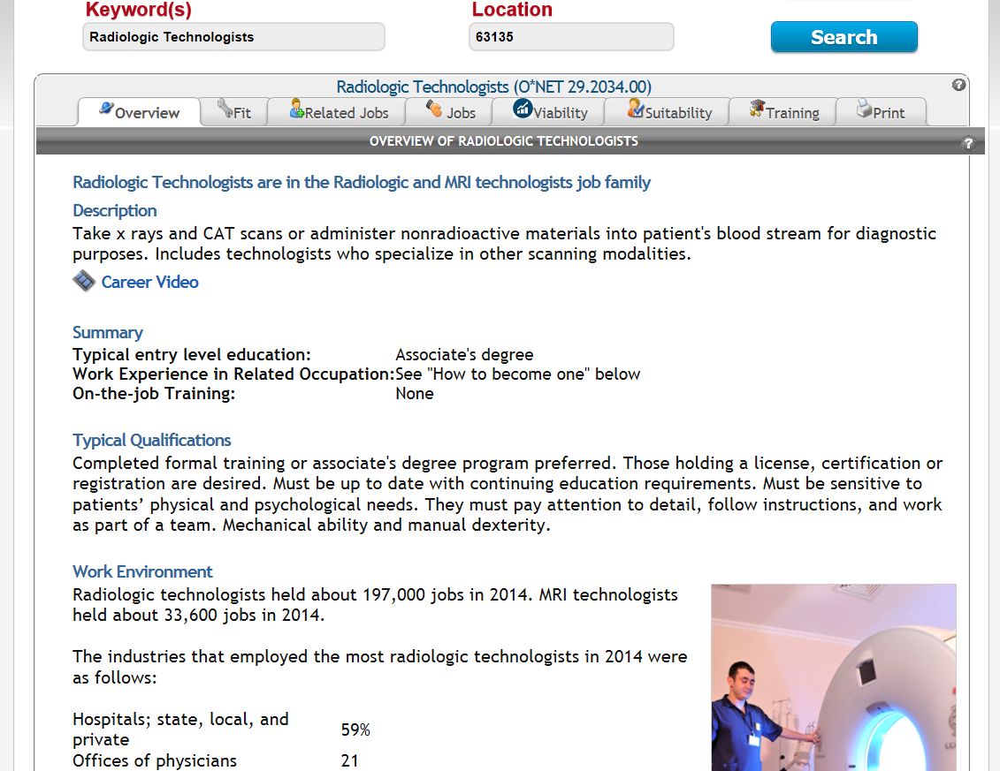 Keyword(s)
Location
Radiologic Technologists
63135
Search
Radiologic Technologists (O*NET 29.2034.00)
?
Overview
Fit
Related Jobs
Jobs
Viability
Suitability
Training
Print
OVERVIEW OF RADIOLOGIC TECHNOLOGISTS
?
Radiologic Technologists are in the Radiologic and MRI technologists job family
Description
Take x rays and CAT scans or administer nonradioactive materials into patient's blood stream for diagnostic
purposes. Includes technologists who specialize in other scanning modalities.
Career Video
Summary
Typical entry level education: Associate's degree
Work Experience in Related Occupation: See "How to become one" below
On-the-job Training: None
Typical Qualifications
Completed formal training or associate's degree program preferred. Those holding a license, certification or
registration are desired. Must be up to date with continuing education requirements. Must be sensitive to
patients’ physical and psychological needs. They must pay attention to detail, follow instructions, and work
as part of a team. Mechanical ability and manual dexterity.
Work Environment
Radiologic technologists held about 197,000 jobs in 2014. MRI technologists
held about 33,600 jobs in 2014.
The industries that employed the most radiologic technologists in 2014 were
as follows:
Hospitals; state, local, and
private 59%
Offices of physicians 21